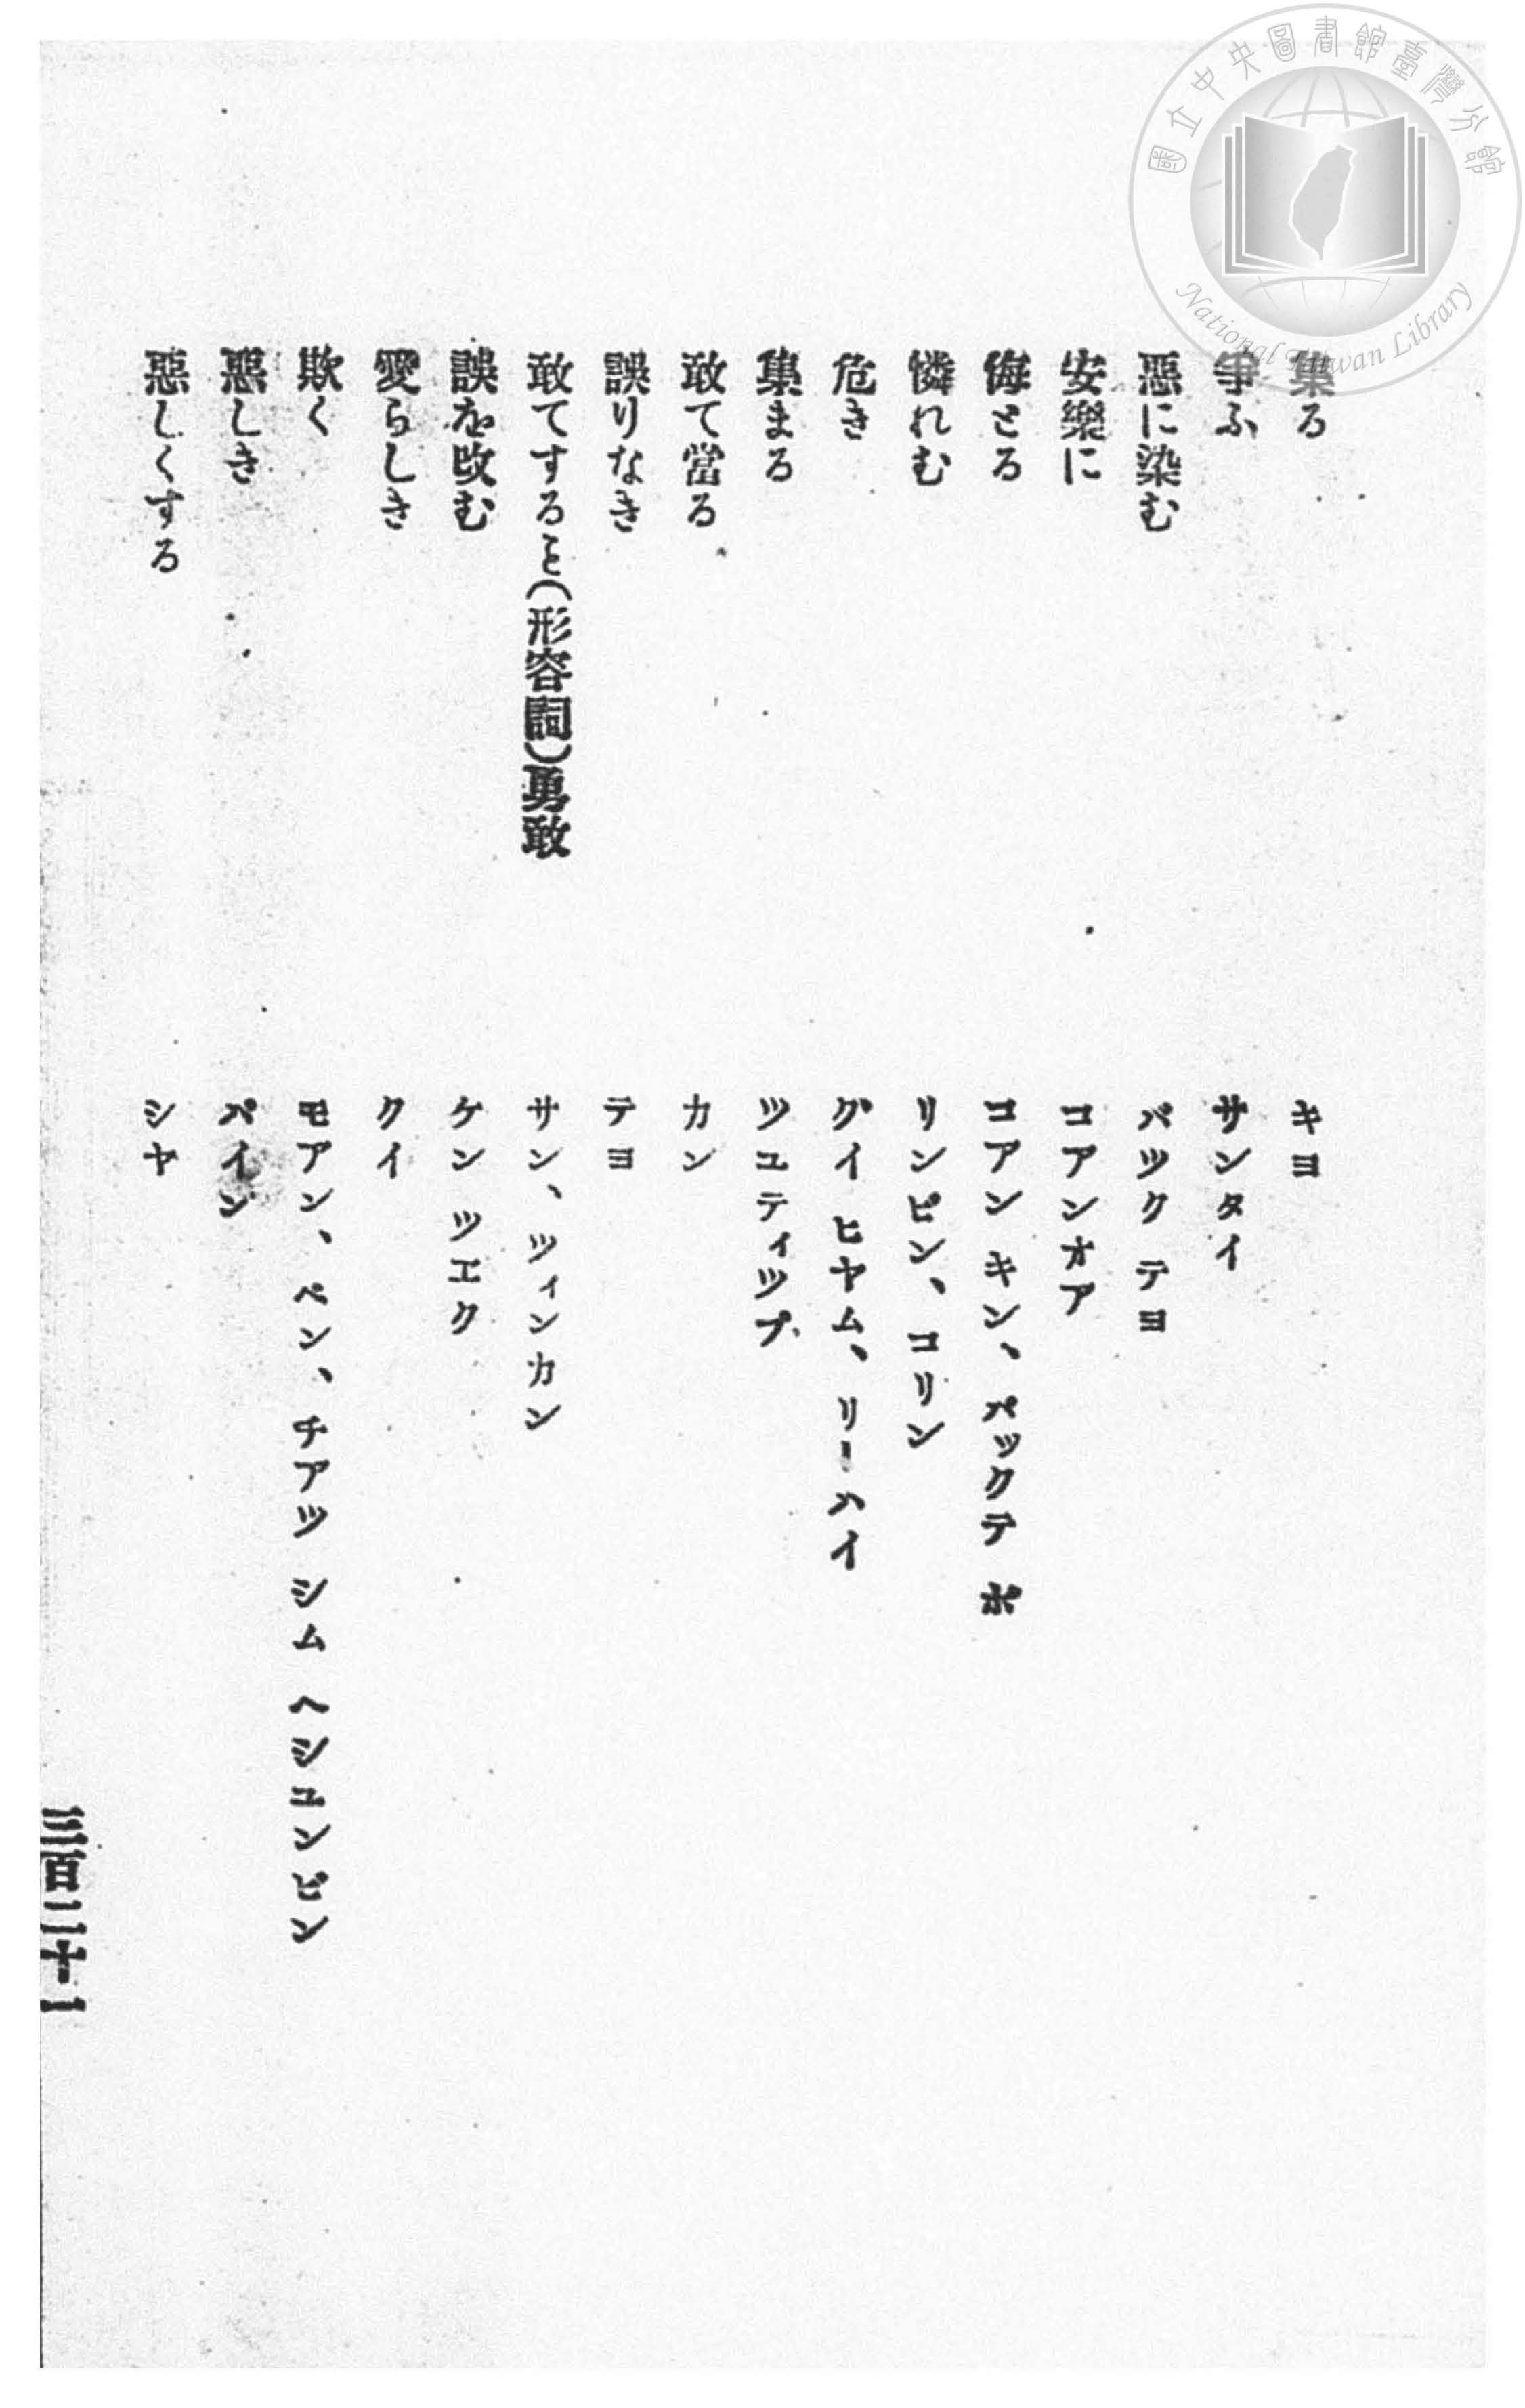 國立中央圖書館臺灣分館
National Taiwan Library
集る　キヨ
爭ふ　サンタイ
惡に染む　バツク テヨ
安樂に　コアンオア
侮とる　コアン キン、パックテ ポ
憐れむ　リンピン、コリン
危き　グイ ヒヤム、リーハイ
集まる　ツユティツプ
敢て當る　カン
誤りなき　テヨ
敢てするを(形容詞)勇敢　サン、ツィンカン
誤を改む　ケン ツエク
愛らしき　クイ
欺く　モアン、ペン、チアツ シム ヘシユンビン
惡しき　パイン
惡しくする　シヤ
三百二十一